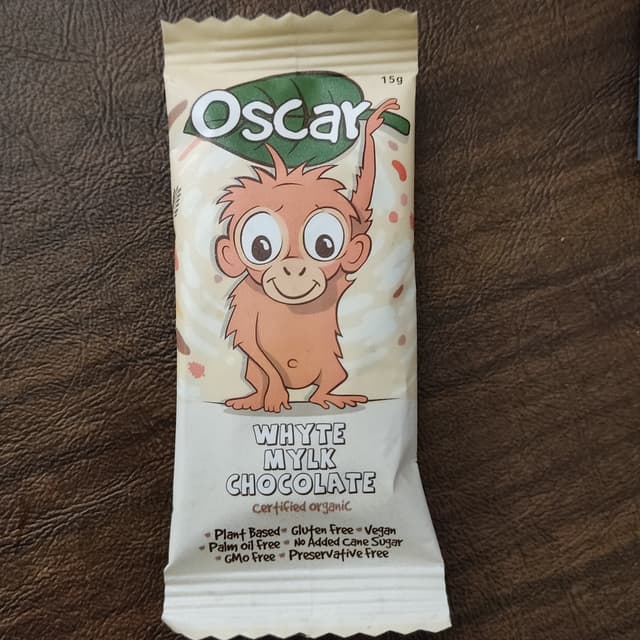 15g
Oscar
WHYTE
MYLK
CHOCOLATE
certified organic
Plant Based Gluten Free Vegan
Palm oil Free No Added Cane Sugar
GMO Free Preservative Free